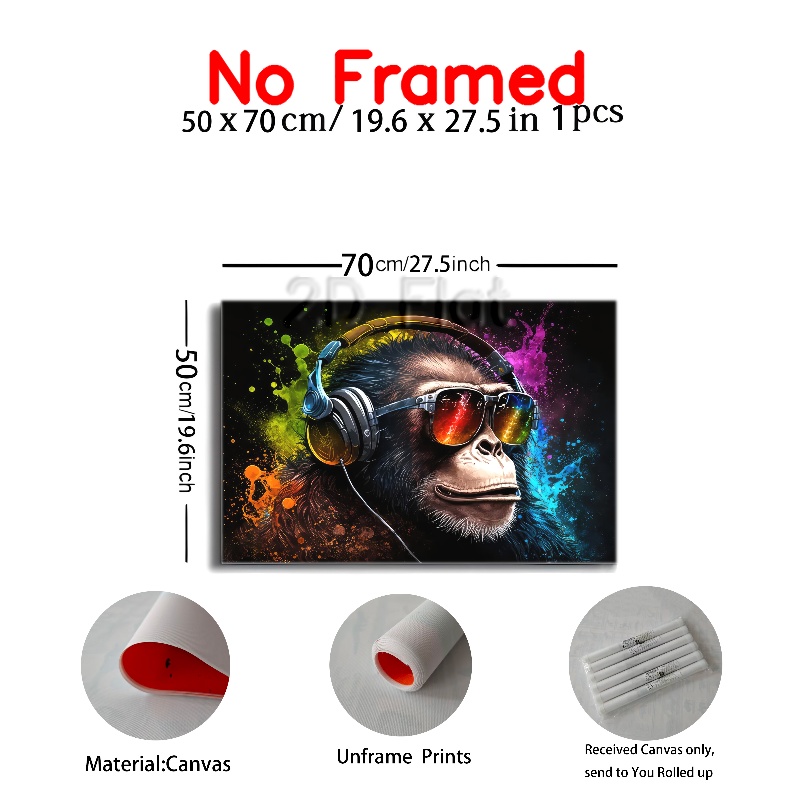 No Framed
50 x 70 cm/ 19.6 x 27.5 in 1pcs
70cm/27.5inch
2D Flat
50cm/19.6inch
Material:Canvas
Unframe Prints
Received Canvas only,
send to You Rolled up